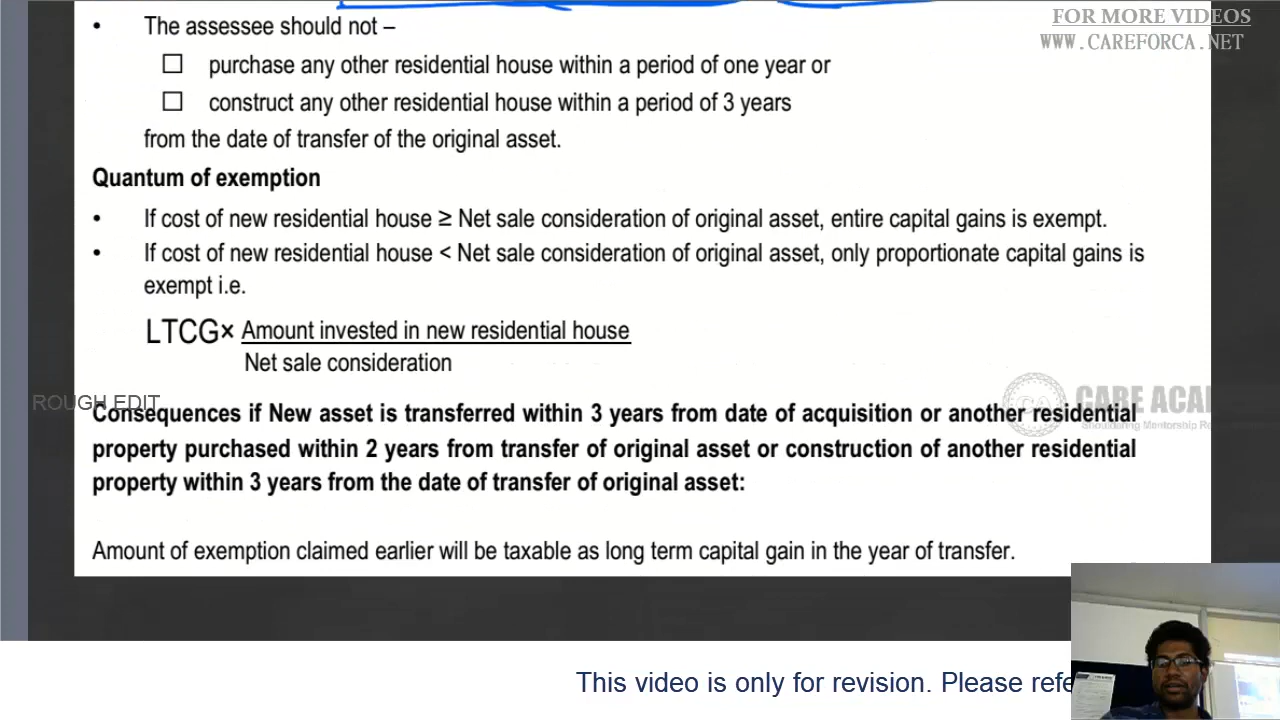 FOR MORE VIDEOS
WWW.CAREFORCA.NET
• The assessee should not –
☐ purchase any other residential house within a period of one year or
☐ construct any other residential house within a period of 3 years
from the date of transfer of the original asset.
Quantum of exemption
• If cost of new residential house ≥ Net sale consideration of original asset, entire capital gains is exempt.
• If cost of new residential house < Net sale consideration of original asset, only proportionate capital gains is
exempt i.e.
LTCG× Amount invested in new residential house
Net sale consideration
ROUGH EDIT
CARE ACA
Shouldering Mentorship
Consequences if New asset is transferred within 3 years from date of acquisition or another residential
property purchased within 2 years from transfer of original asset or construction of another residential
property within 3 years from the date of transfer of original asset:
Amount of exemption claimed earlier will be taxable as long term capital gain in the year of transfer.
This video is only for revision. Please refe